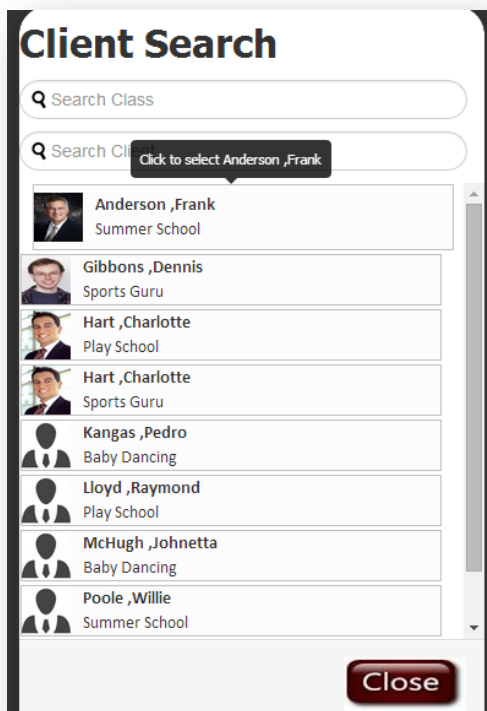 Client Search
Search Class
Search Client
Click to select Anderson ,Frank
Anderson ,Frank
Summer School
Gibbons ,Dennis
Sports Guru
Hart ,Charlotte
Play School
Hart ,Charlotte
Sports Guru
Kangas ,Pedro
Baby Dancing
Lloyd ,Raymond
Play School
McHugh ,Johnetta
Baby Dancing
Poole ,Willie
Summer School
Close